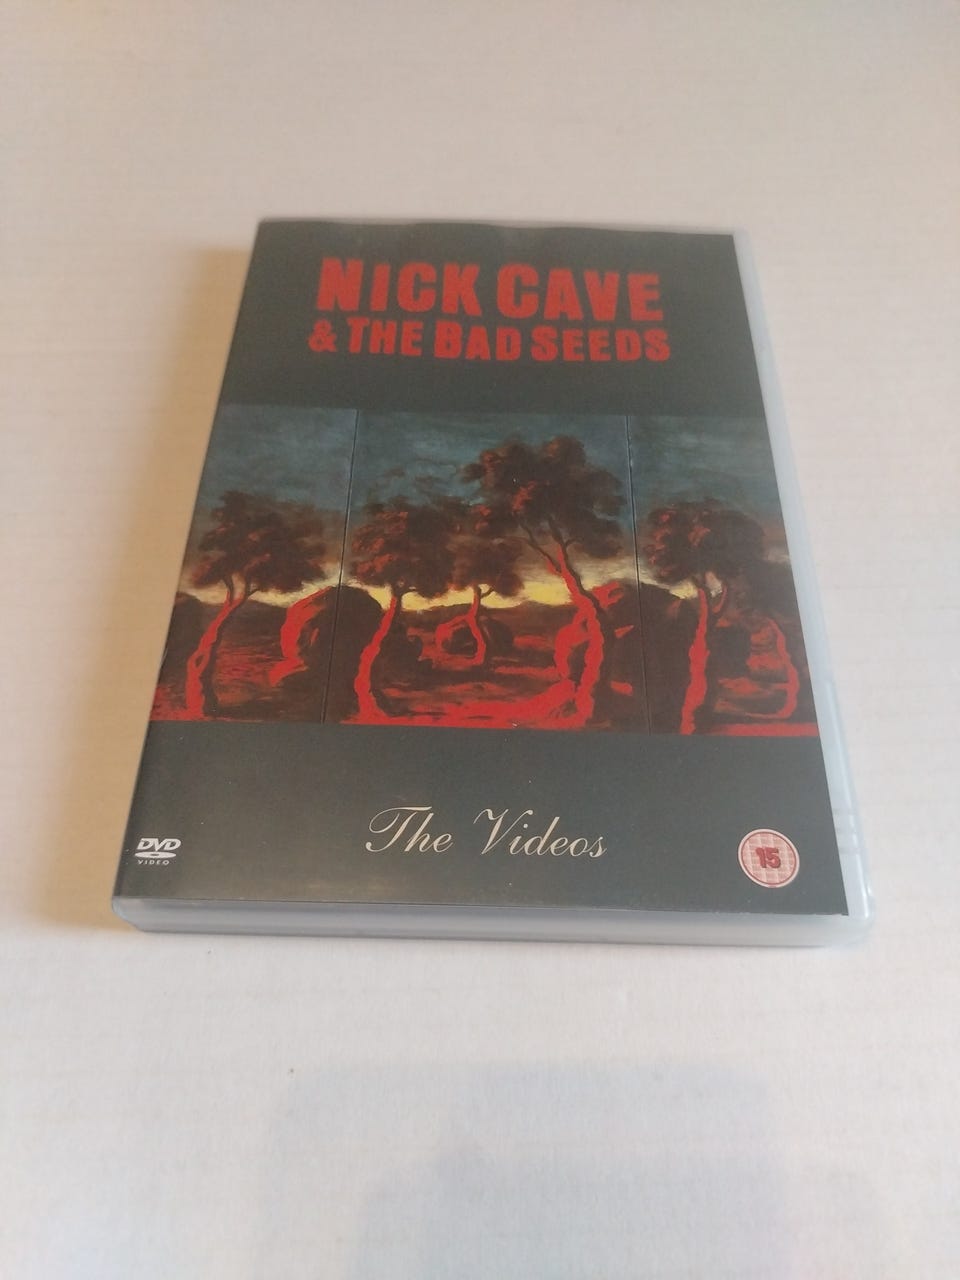 NICK CAVE
& THE BAD SEEDS
The Videos
DVD
VIDEO
15